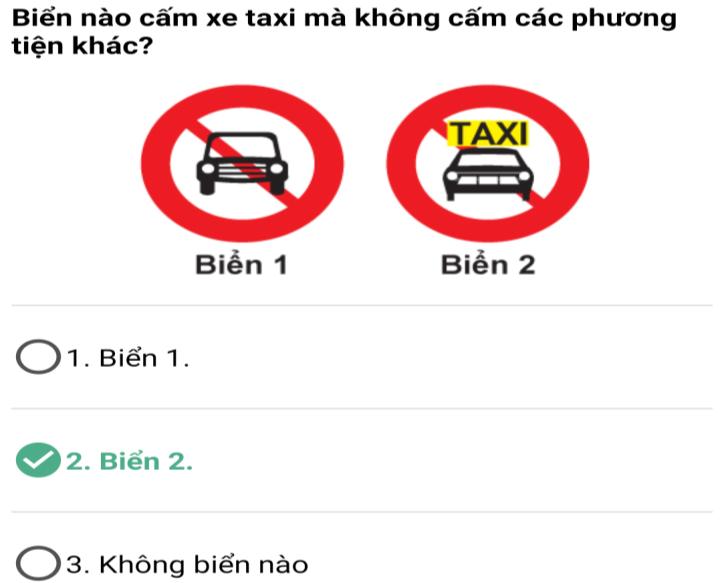 Biển nào cấm xe taxi mà không cấm các phương
tiện khác?
TAXI
Biển 1
Biển 2
1. Biển 1.
2. Biển 2.
3. Không biển nào